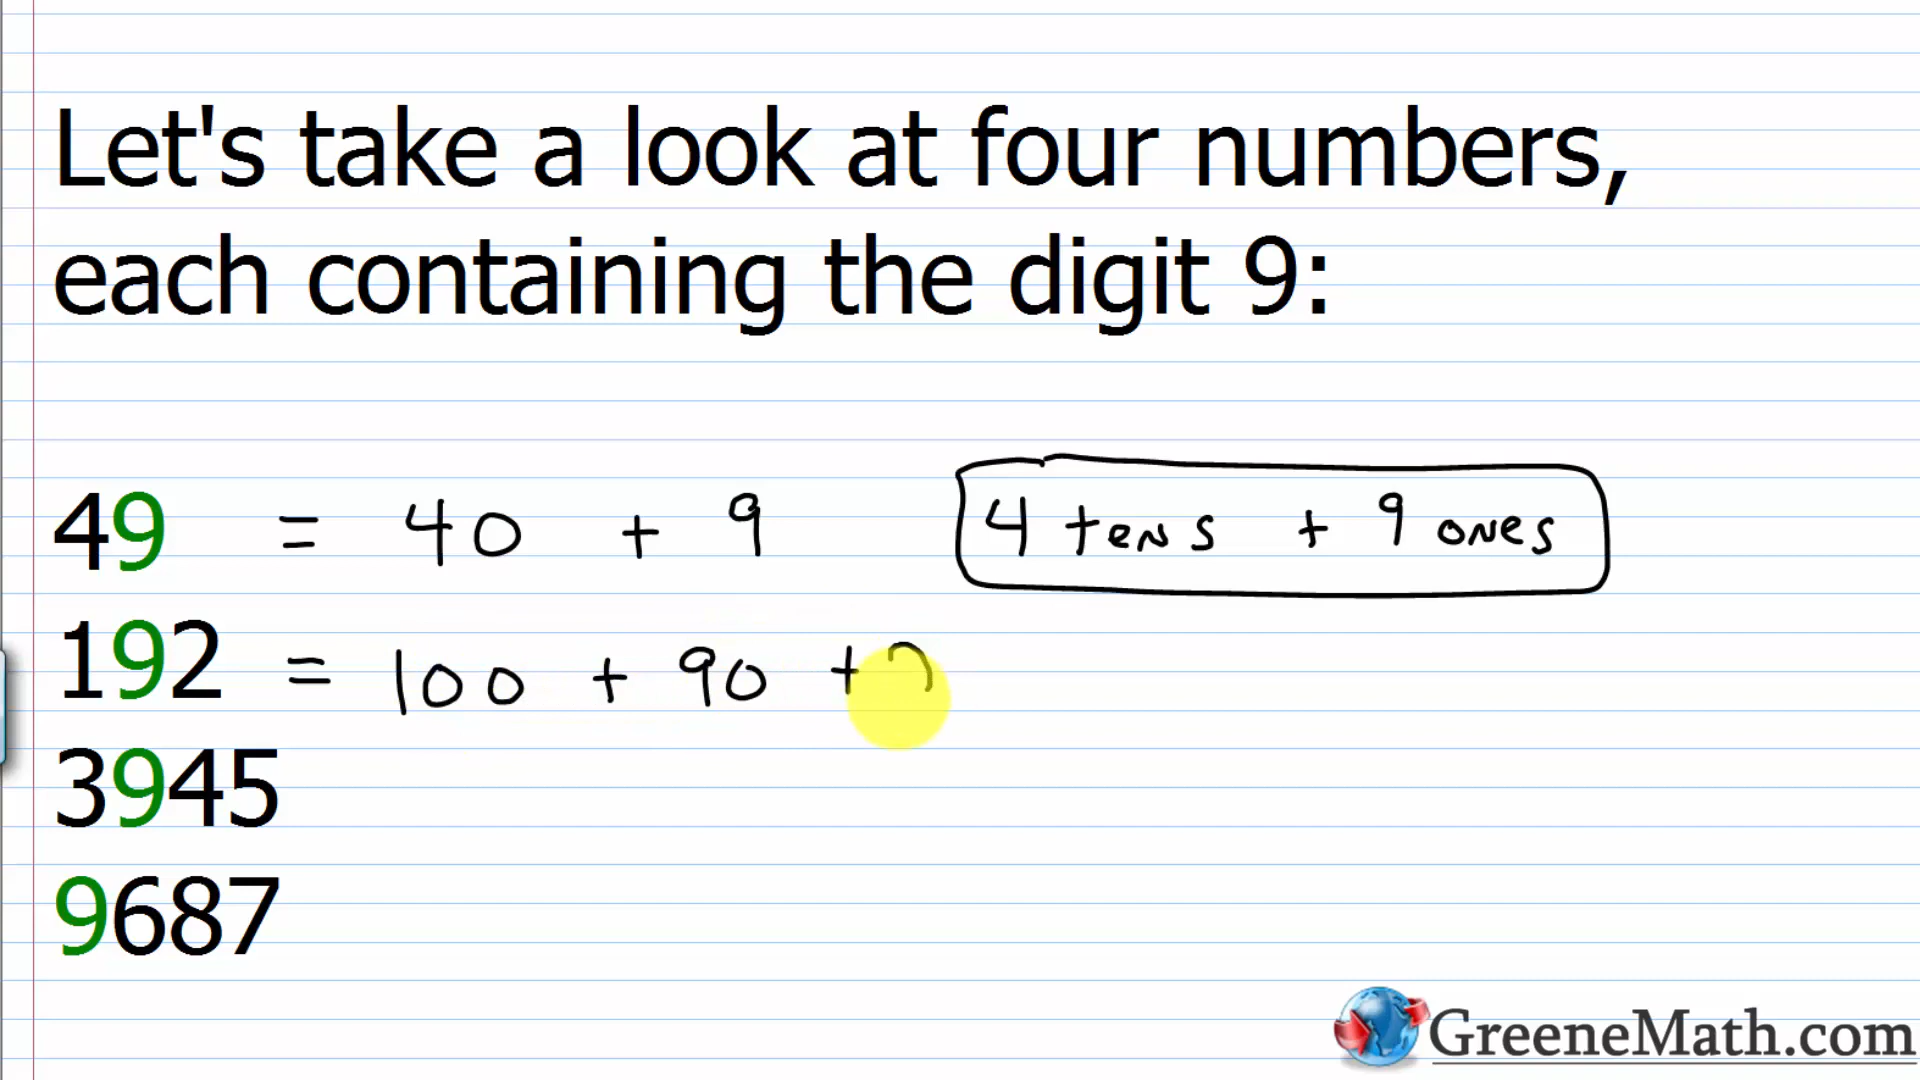 Let's take a look at four numbers,
each containing the digit 9:
49 = 40 + 9 4 tens + 9 ones
192 = 100 + 90 +
3945
9687
GreeneMath.com